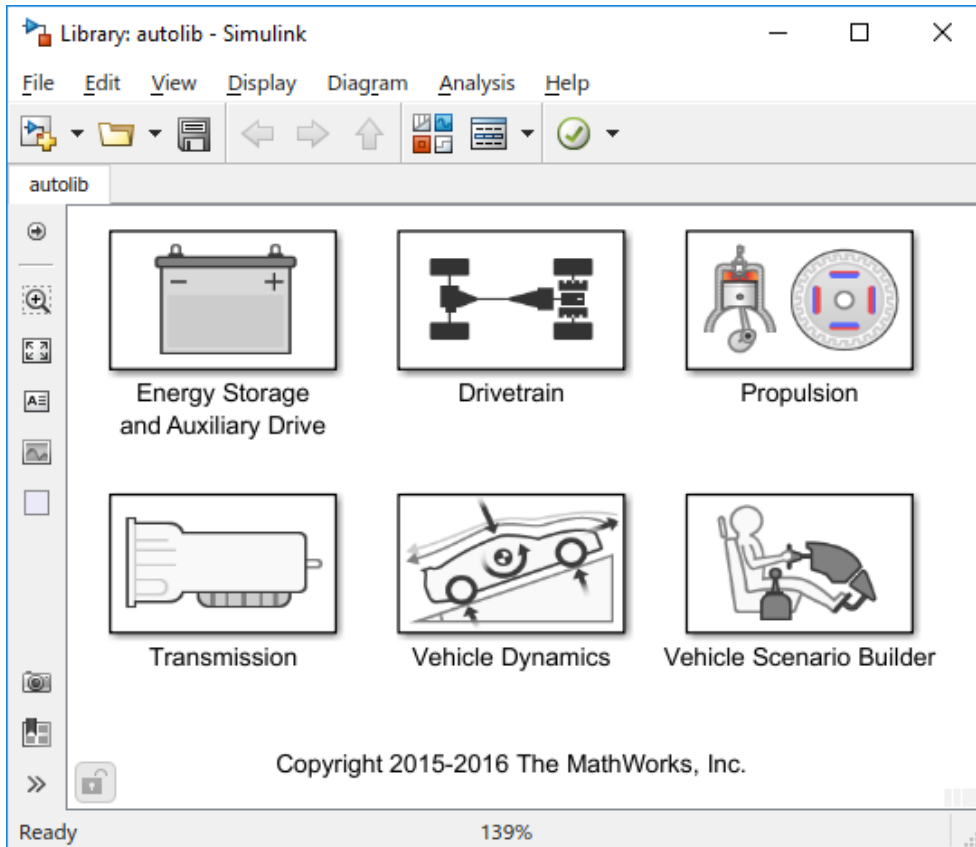 Library: autolib - Simulink
File Edit View Display Diagram Analysis Help
autolib
Energy Storage
and Auxiliary Drive
Drivetrain
Propulsion
Transmission
Vehicle Dynamics
Vehicle Scenario Builder
Copyright 2015-2016 The MathWorks, Inc.
Ready 139%